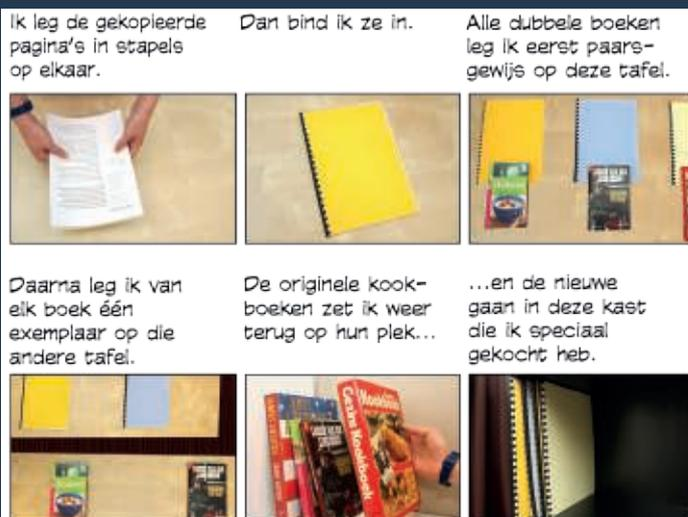 Ik leg de gekopieerde
pagina's in stapels
op elkaar.
Dan bind ik ze in.
Alle dubbele boeken
leg ik eerst paars-
gewijs op deze tafel.
Daarna leg ik van
elk boek één
exemplaar op die
andere tafel.
De originele kook-
boeken zet ik weer
terug op hun plek...
...en de nieuwe
gaan in deze kast
die ik speciaal
gekocht heb.
Kookboek
Gezins Kookboek